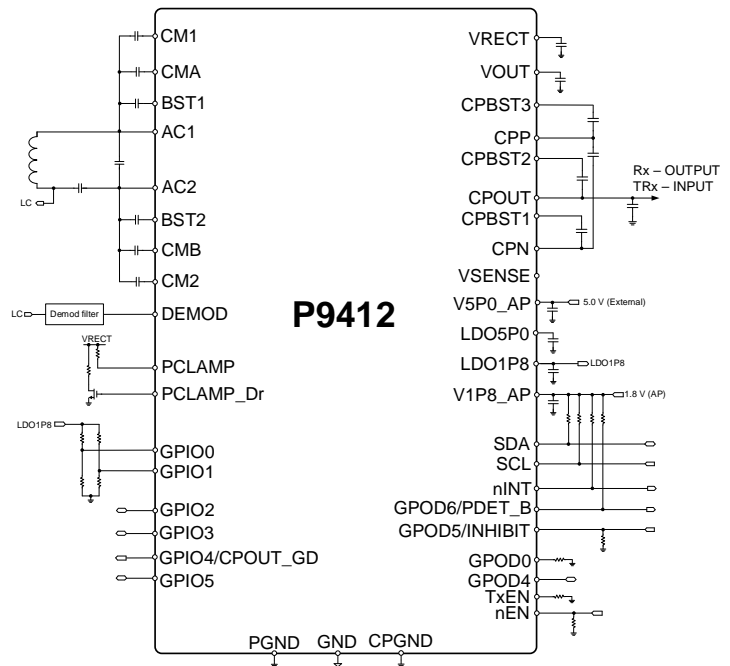 CM1
CMA
BST1
AC1
AC2
LC
BST2
CMB
CM2
LC
Demod filter
DEMOD
VRECT
PCLAMP
PCLAMP_Dr
LDO1P8
GPIO0
GPIO1
GPIO2
GPIO3
GPIO4/CPOUT_GD
GPIO5
P9412
VRECT
VOUT
CPBST3
CPP
CPBST2
Rx – OUTPUT
TRx – INPUT
CPOUT
CPBST1
CPN
VSENSE
V5P0_AP
5.0 V (External)
LDO5P0
LDO1P8
LDO1P8
V1P8_AP
1.8 V (AP)
SDA
SCL
nINT
GPOD6/PDET_B
GPOD5/INHIBIT
GPOD0
GPOD4
TxEN
nEN
PGND GND CPGND